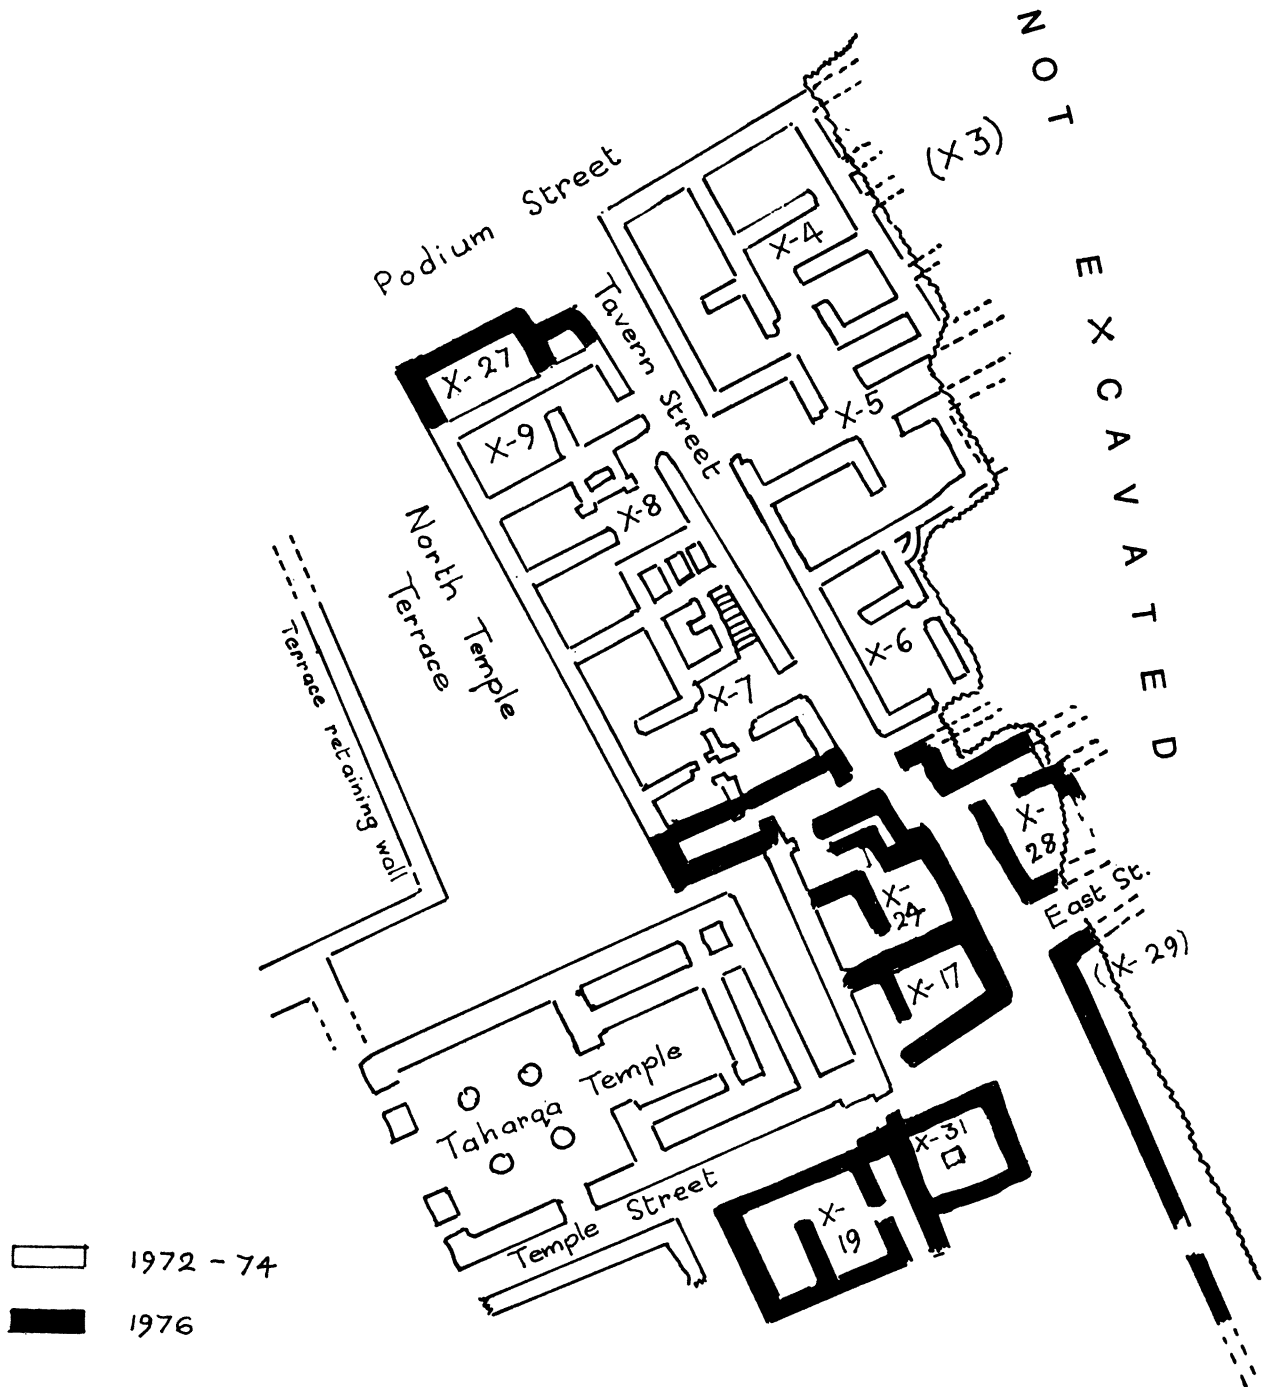 NOT EXCAVATED
(X 3)
Podium Street
X-4
Tavern Street
X-27
X-5
X-9
X-8
North Temple
Terrace
X-6
Terrace retaining wall
X-7
X-
28
X-
24
East St.
(X-29)
X-17
Taharqa Temple
X-31
Temple Street
X-
19
1972 - 74
1976